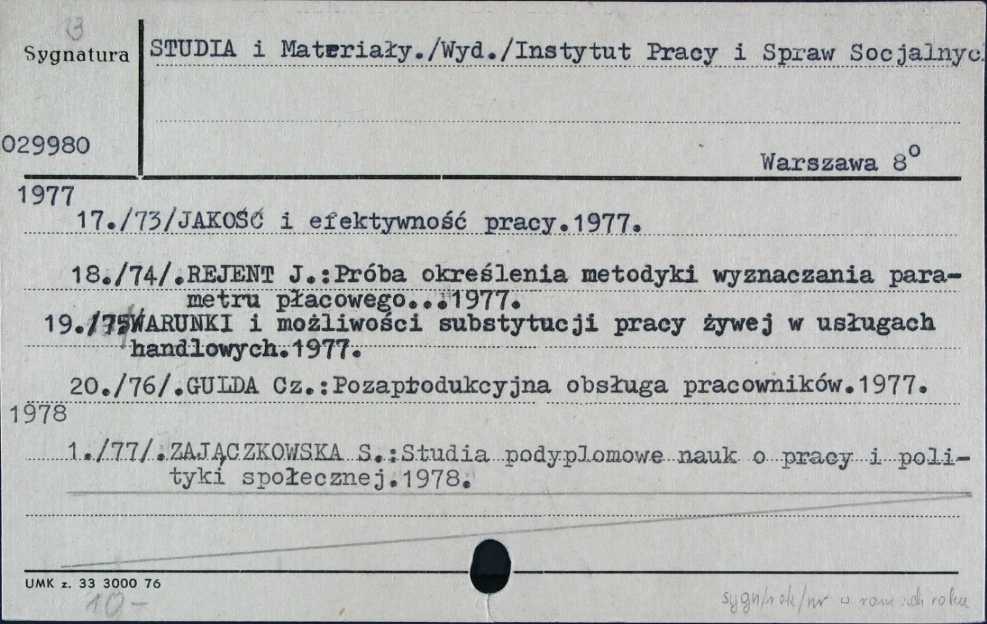 13
Sygnatura
STUDIA i Materiały./Wyd./Instytut Pracy i Spraw Socjalnyc
029980
Warszawa 8°
1977
17./73/JAKOŚĆ i efektywność pracy.1977.
18./74/.REJENT J.:Próba określenia metodyki wyznaczania para-
metru płacowego...1977.
19./75/WARUNKI i możliwości substytucji pracy żywej w usługach
handlowych.1977.
20./76/.GULDA Cz.:Pozaprodukcyjna obsługa pracowników.1977.
1978
1./77/.ZAJĄCZKOWSKA S.:Studia podyplomowe nauk o pracy i poli-
tyki społecznej.1978.
UMK z. 33 3000 76
10-
sygn/rok/nr w ramach roku